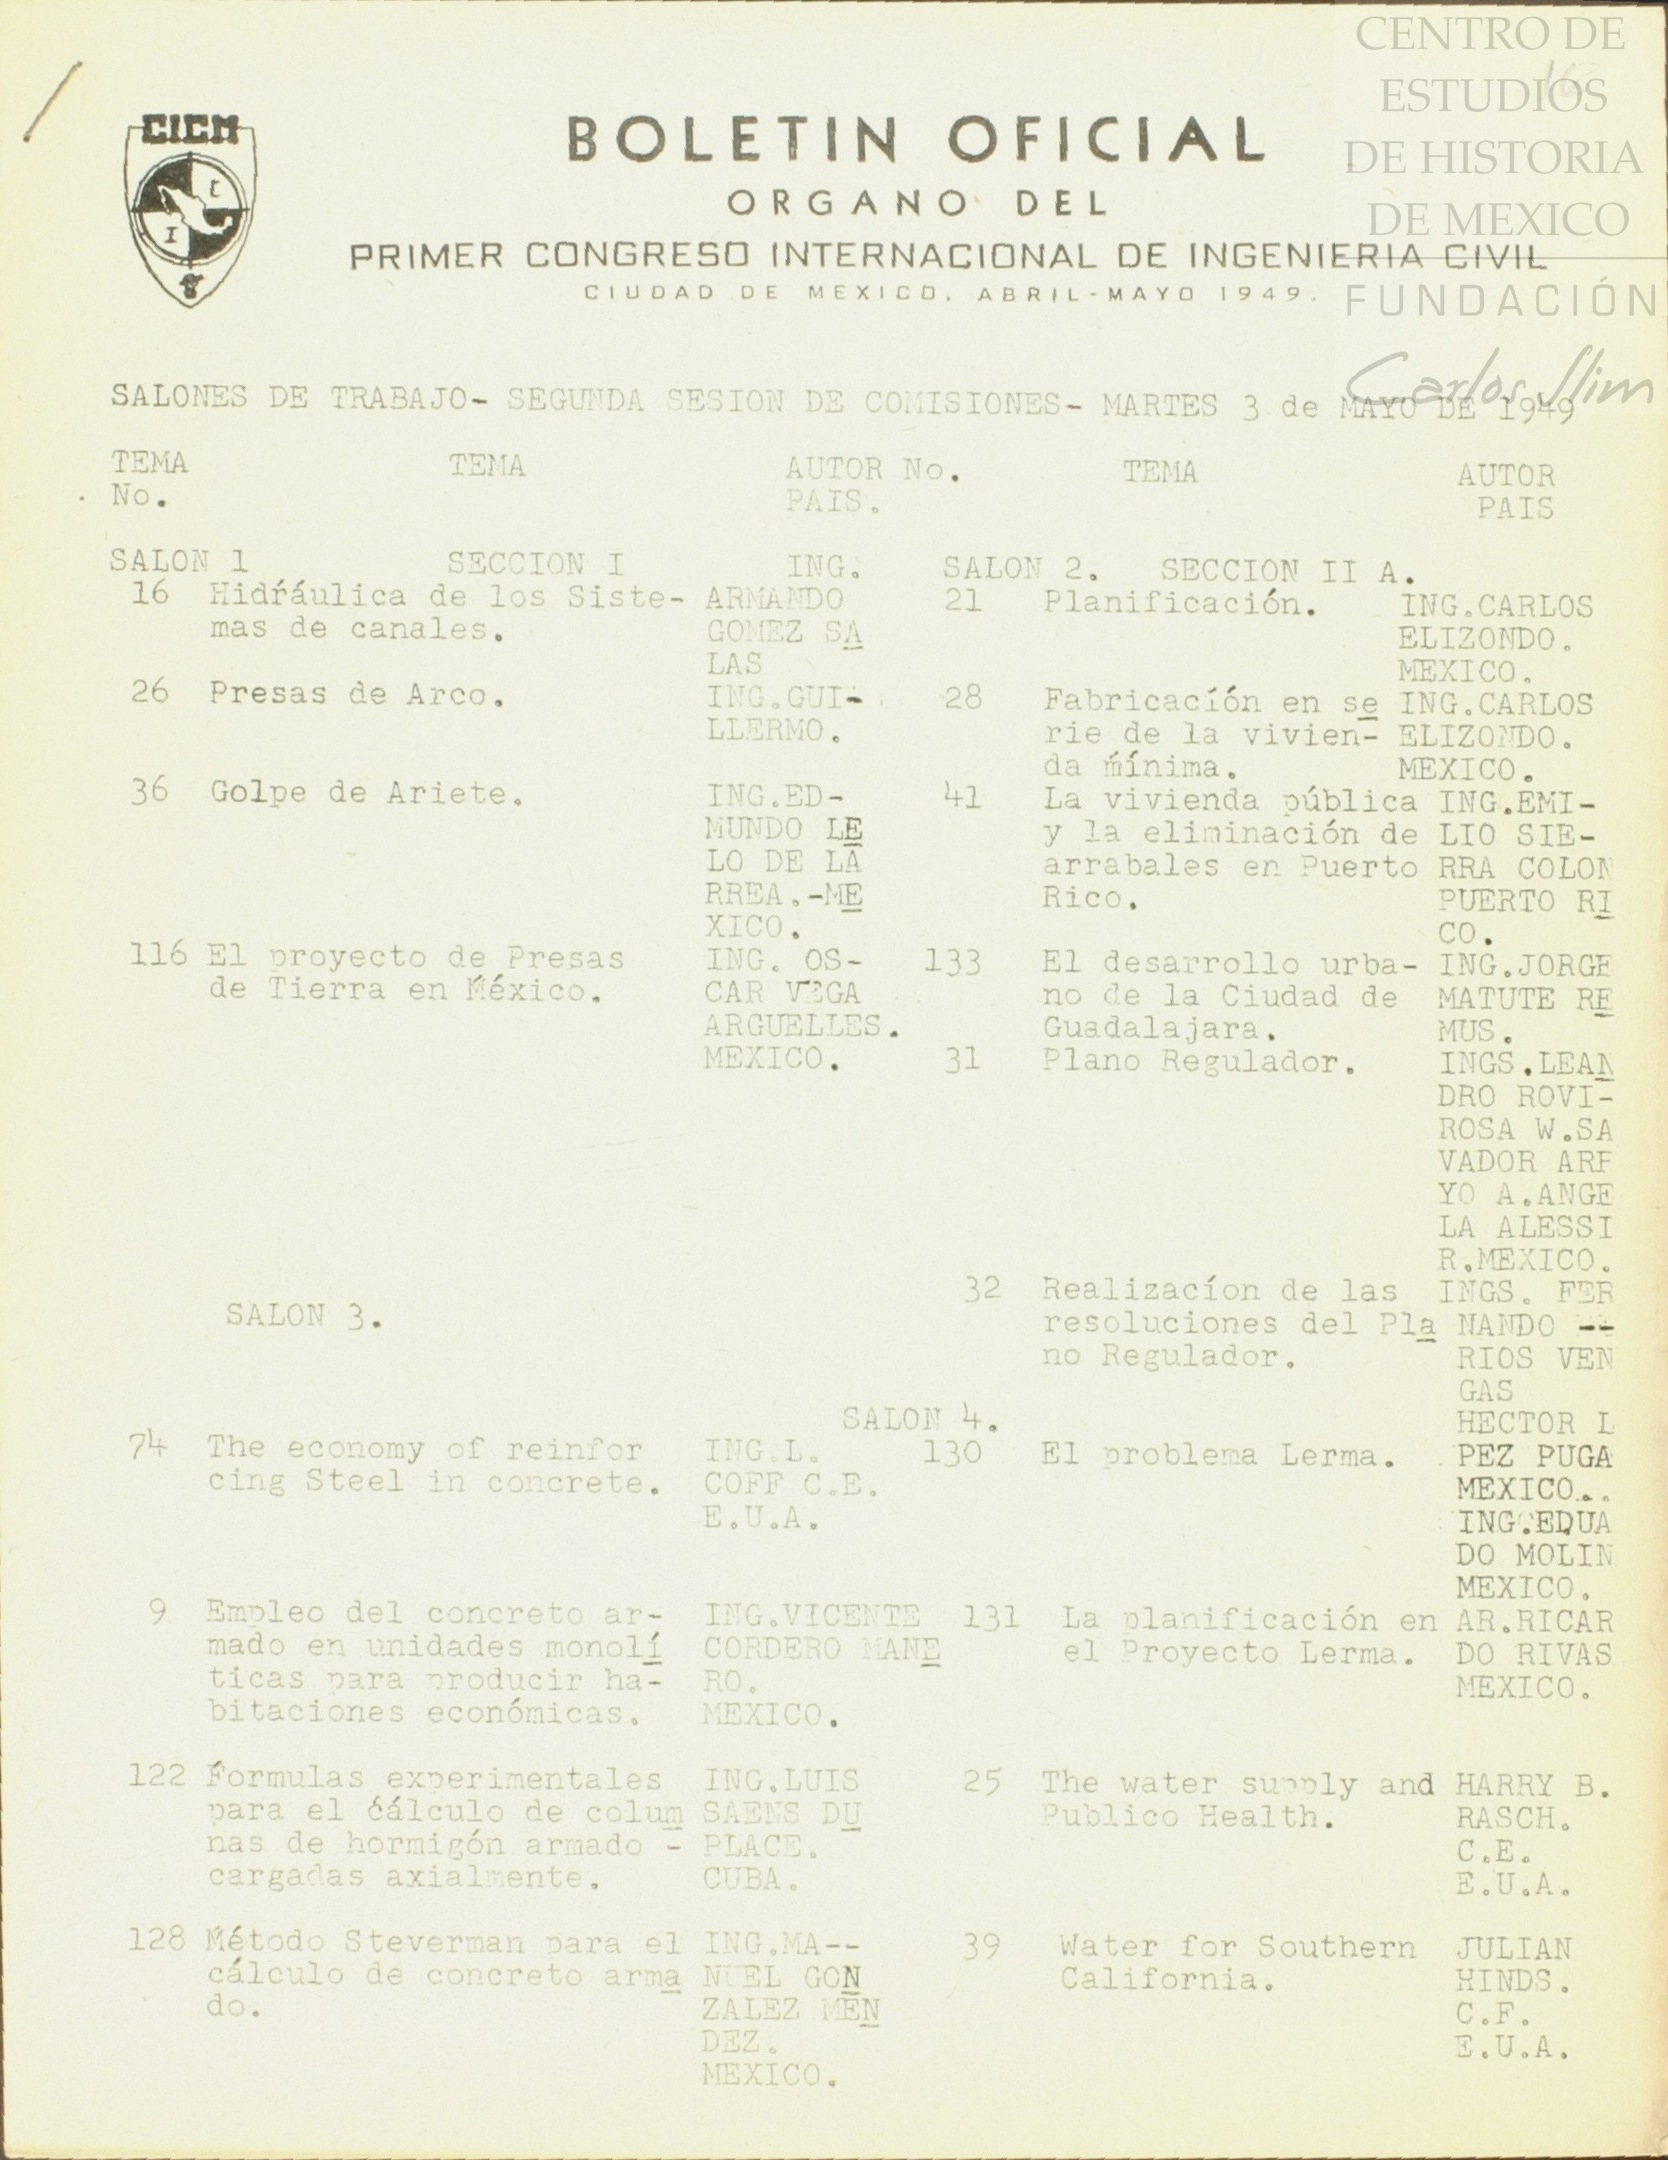 CENTRO DE
ESTUDIOS
DE HISTORIA
DE MEXICO
FUNDACIÓN
Carlos Slim
CICM
I C
I
BOLETIN OFICIAL
ORGANO DEL
PRIMER CONGRESO INTERNACIONAL DE INGENIERIA CIVIL
CIUDAD DE MEXICO. ABRIL-MAYO 1949.
SALONES DE TRABAJO- SEGUNDA SESION DE COMISIONES- MARTES 3 de MAYO DE 1949
TEMA TEMA AUTOR
No. PAIS.
SALON 1 SECCION I ING.
16 Hidráulica de los Siste- ARMANDO
mas de canales. GOMEZ SA
LAS
26 Presas de Arco. ING.GUI-
LLERMO.
36 Golpe de Ariete. ING.ED-
MUNDO LE
LO DE LA
RREA.-ME
XICO.
116 El proyecto de Presas ING. OS-
de Tierra en México. CAR VEGA
ARGUELLES.
MEXICO.
No. TEMA AUTOR
PAIS
SALON 2. SECCION II A.
21 Planificación. ING.CARLOS
ELIZONDO.
MEXICO.
28 Fabricacíón en se ING.CARLOS
rie de la vivien- ELIZONDO.
da mínima. MEXICO.
41 La vivienda pública ING.EMI-
y la eliminación de LIO SIE-
arrabales en Puerto RRA COLON
Rico. PUERTO RI
CO.
133 El desarrollo urba- ING.JORGE
no de la Ciudad de MATUTE RE
Guadalajara. MUS.
31 Plano Regulador. INGS.LEAN
DRO ROVI-
ROSA W.SA
VADOR ARR
YO A.ANGE
LA ALESSI
R.MEXICO.
32 Realizacíon de las INGS. FER
resoluciones del Pla NANDO --
no Regulador. RIOS VEN
GAS
HECTOR L
PEZ PUGA
MEXICO..
SALON 3.
74 The economy of reinfor ING.L.
cing Steel in concrete. COFF C.E.
E.U.A.
9 Empleo del concreto ar- ING.VICENTE
mado en unidades monolí CORDERO MANE
ticas para producir ha- RO.
bitaciones económicas. MEXICO.
122 Formulas experimentales ING.LUIS
para el cálculo de colum SAENS DU
nas de hormigón armado - PLACE.
cargadas axialmente. CUBA.
128 Método Steverman para el ING.MA--
cálculo de concreto arma NUEL GON
do. ZALEZ MEN
DEZ.
MEXICO.
SALON 4.
130 El problema Lerma.
ING.EDUA
DO MOLIN
MEXICO.
131 La planificación en AR.RICAR
el Proyecto Lerma. DO RIVAS
MEXICO.
25 The water supply and HARRY B.
Publico Health. RASCH.
C.E.
E.U.A.
39 Water for Southern JULIAN
California. HINDS.
C.F.
E.U.A.